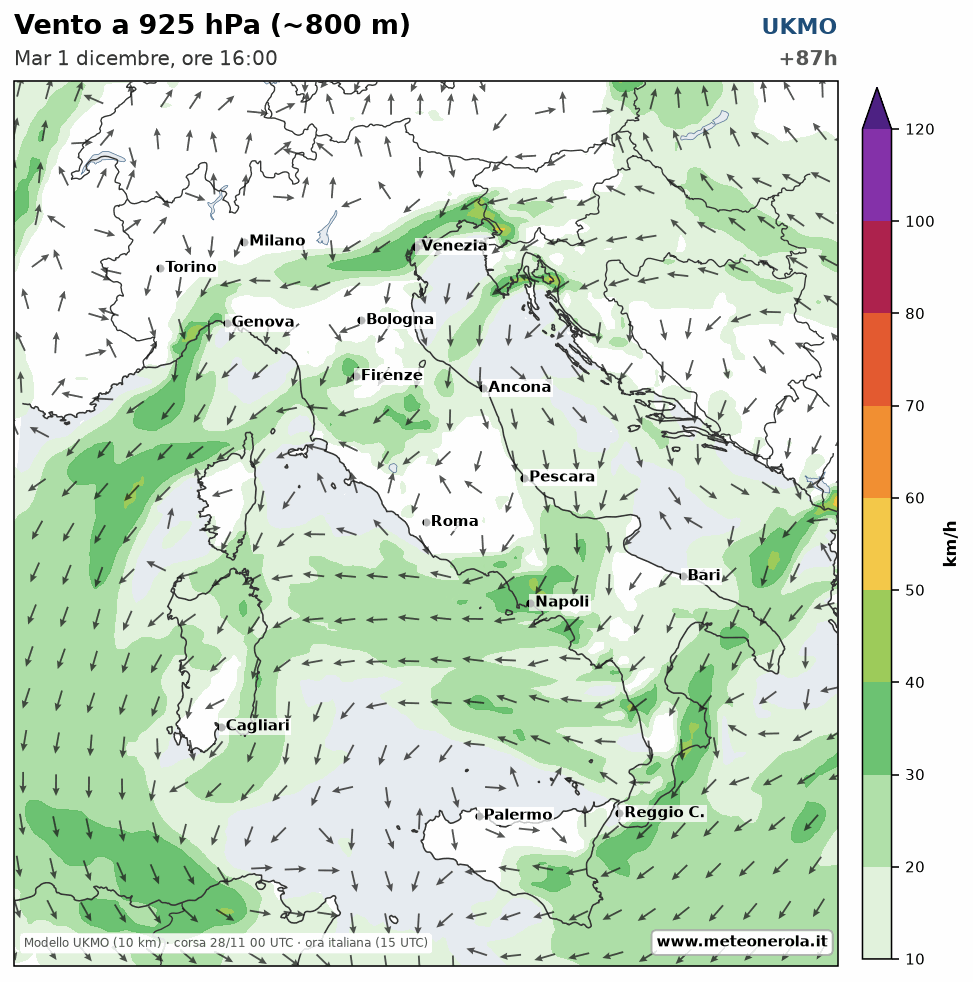 Vento a 925 hPa (~800 m)
UKMO
Mar 1 dicembre, ore 16:00
+87h
Milano
Venezia
Torino
Bologna
Genova
Firenze
Ancona
Pescara
Roma
Bari
Napoli
Cagliari
Palermo
Reggio C.
120
100
80
70
60
50
40
30
20
10
km/h
Modello UKMO (10 km) · corsa 28/11 00 UTC · ora italiana (15 UTC)
www.meteonerola.it